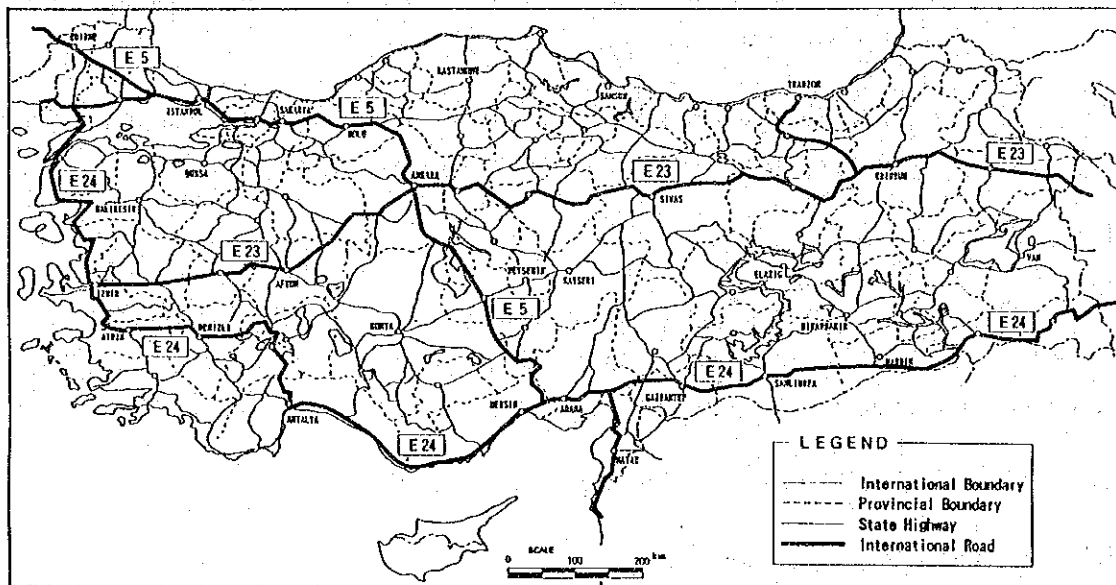 EDIRNE
E 5
ISTANBUL
SAKARYA
E 5
BOLU
KASTAMONU
SAMSUN
TRABZON
E 24
BURSA
BALIKESIR
ANKARA
E 23
SIVAS
ERZURUM
E 23
E 23
AFYON
IZMIR
NEVSEHIR
KAYSERI
ELAZIG
VAN
E 5
AYDIN
DENIZLI
E 24
KONYA
DIYARBAKIR
MARDIN
E 24
ANTALYA
MERSIN
ADANA
GAZIANTEP
E 24
SANLIURFA
E 24
HATAY
LEGEND
International Boundary
Provincial Boundary
State Highway
International Road
SCALE
0 100 200 km